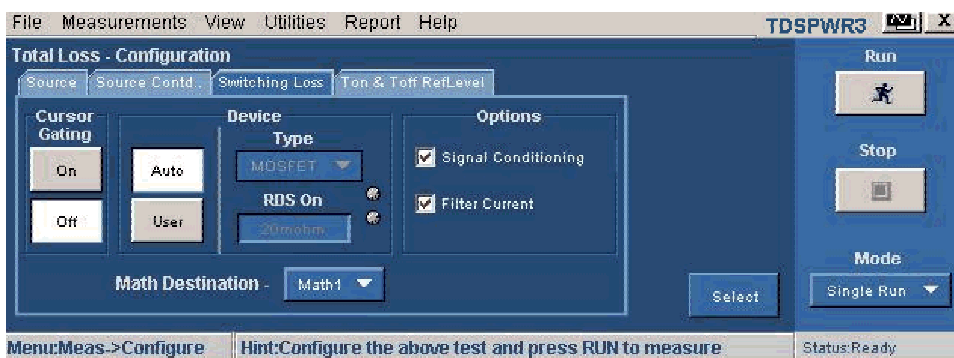 File Measurements View Utilities Report Help TDSPWR3 X
Total Loss - Configuration
Source Source Contd.. Switching Loss Ton & Toff RefLevel
Cursor Gating
On
Off
Device
Auto
User
Type
MOSFET
RDS On
20mohm
Options
Signal Conditioning
Filter Current
Math Destination - Math1
Select
Run
Stop
Mode
Single Run
Menu:Meas->Configure Hint:Configure the above test and press RUN to measure Status:Ready